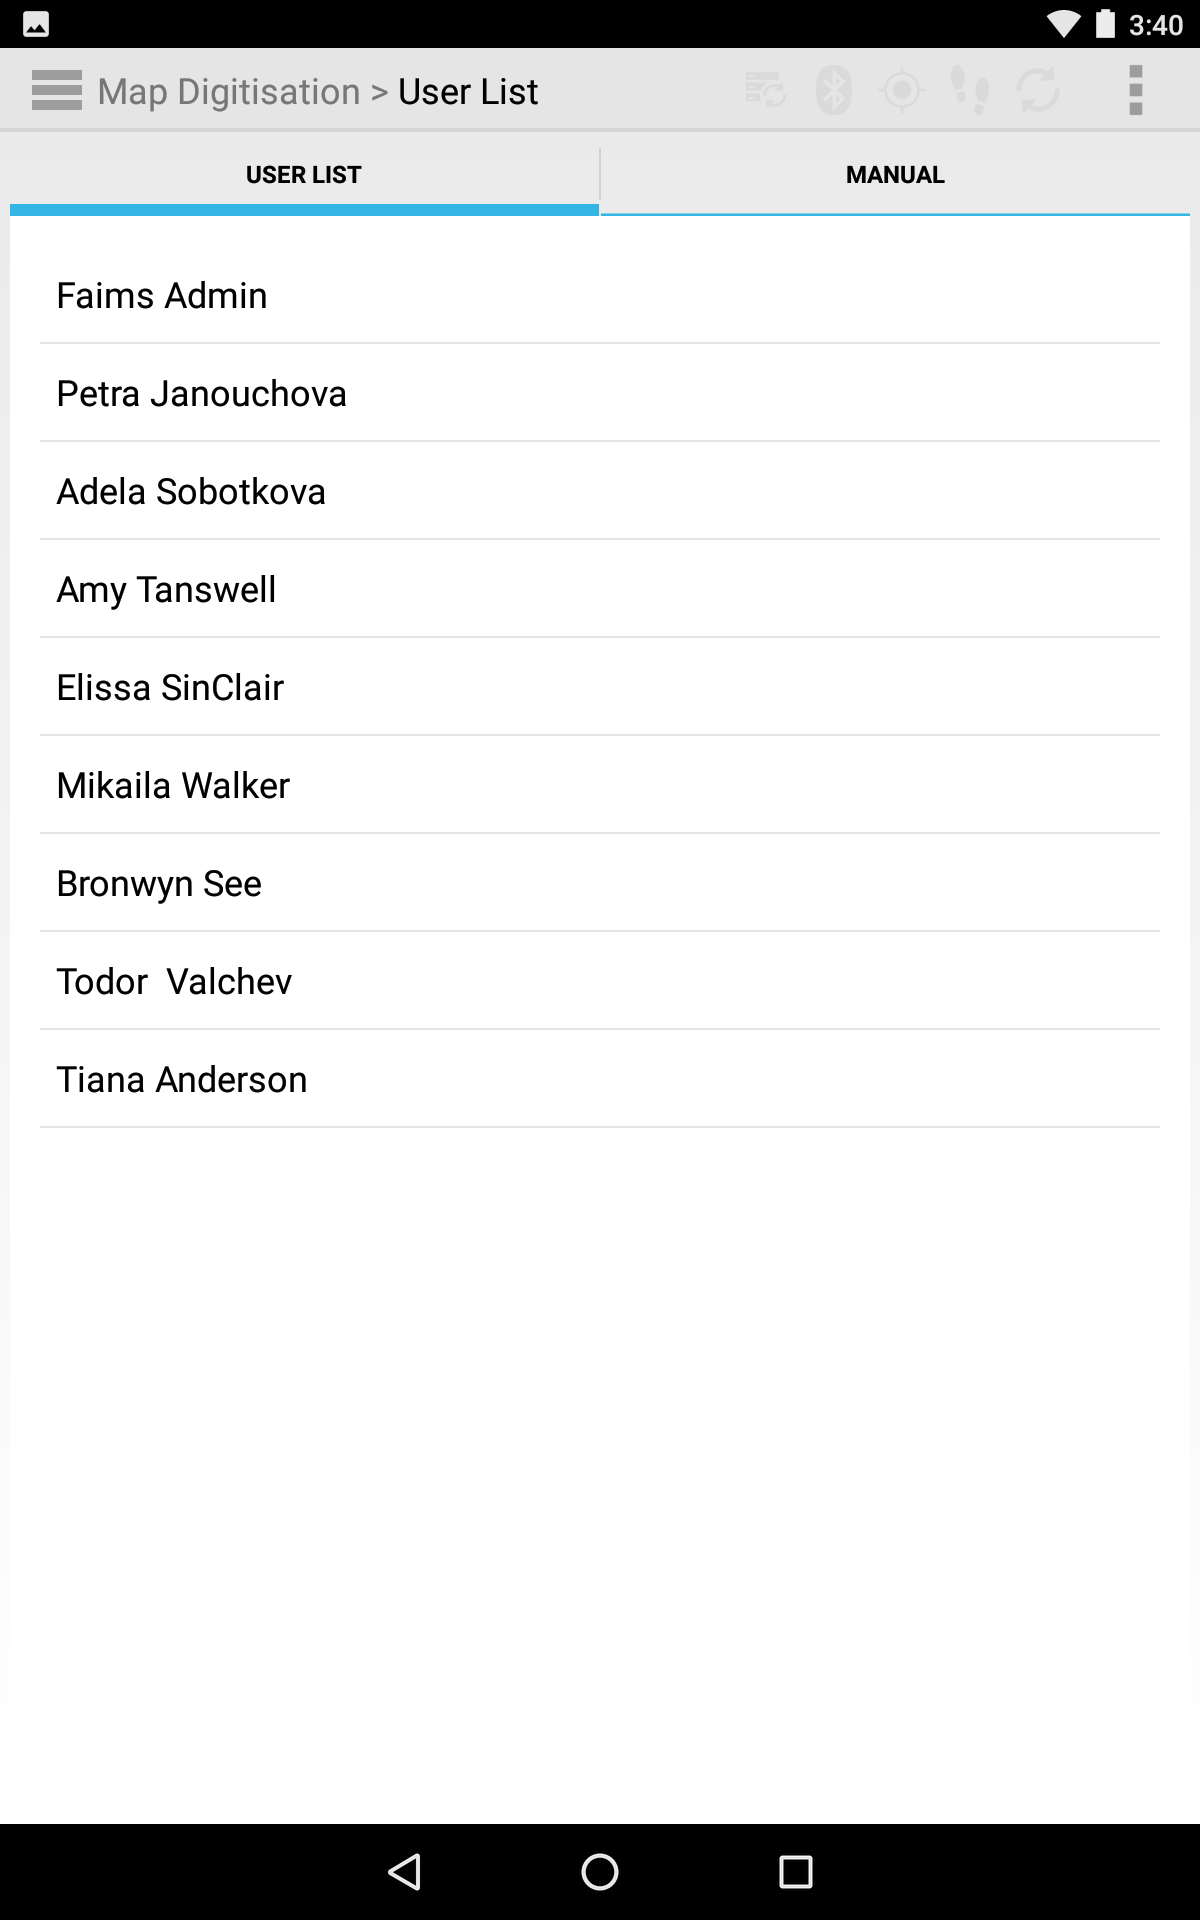 3:40
Map Digitisation > User List
USER LIST
MANUAL
Faims Admin
Petra Janouchova
Adela Sobotkova
Amy Tanswell
Elissa SinClair
Mikaila Walker
Bronwyn See
Todor  Valchev
Tiana Anderson